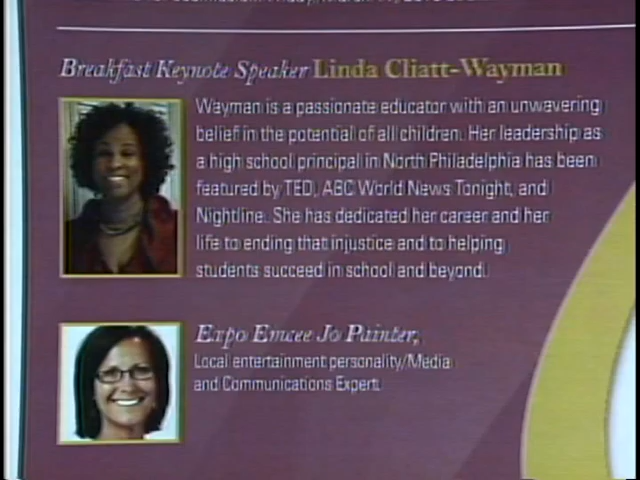 Breakfast Keynote Speaker Linda Cliatt-Wayman
Wayman is a passionate educator with an unwavering
belief in the potential of all children. Her leadership as
a high school principal in North Philadelphia has been
featured by TED, ABC World News Tonight, and
Nightline. She has dedicated her career and her
life to ending that injustice and to helping
students succeed in school and beyond.
Expo Emcee Jo Painter,
Local entertainment personality/Media
and Communications Expert.